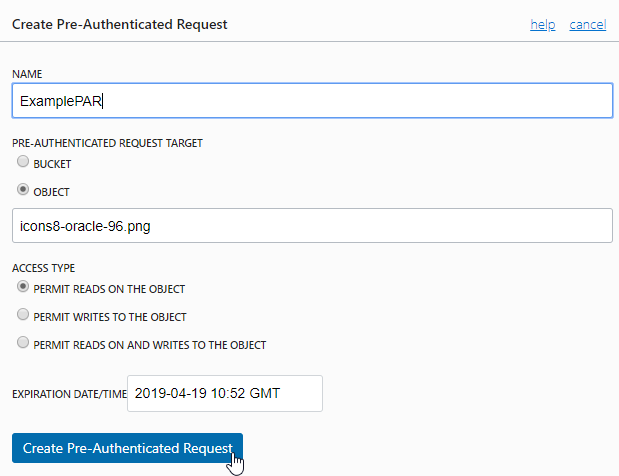 Create Pre-Authenticated Request help cancel
NAME
ExamplePAR
PRE-AUTHENTICATED REQUEST TARGET
BUCKET
OBJECT
icons8-oracle-96.png
ACCESS TYPE
PERMIT READS ON THE OBJECT
PERMIT WRITES TO THE OBJECT
PERMIT READS ON AND WRITES TO THE OBJECT
EXPIRATION DATE/TIME 2019-04-19 10:52 GMT
Create Pre-Authenticated Request